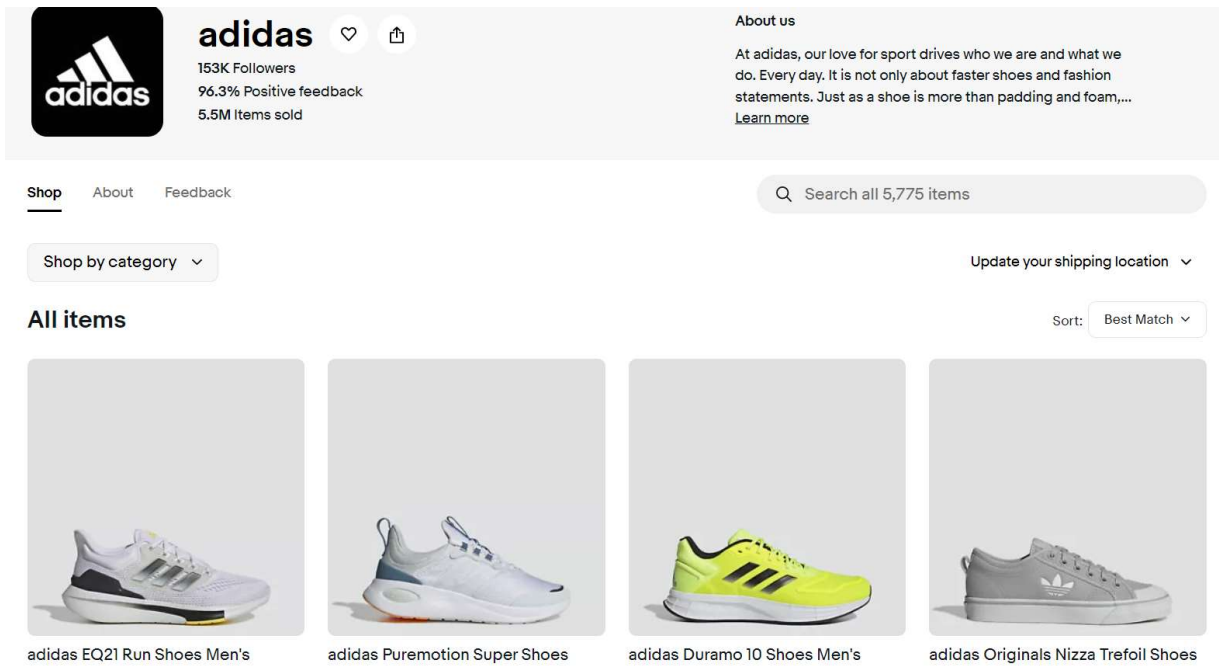 adidas
adidas
153K Followers
96.3% Positive feedback
5.5M Items sold
About us
At adidas, our love for sport drives who we are and what we
do. Every day. It is not only about faster shoes and fashion
statements. Just as a shoe is more than padding and foam,...
Learn more
Shop
About
Feedback
Search all 5,775 items
Shop by category
Update your shipping location
All items
Sort:
Best Match
adidas EQ21 Run Shoes Men's
adidas Puremotion Super Shoes
adidas Duramo 10 Shoes Men's
adidas Originals Nizza Trefoil Shoes